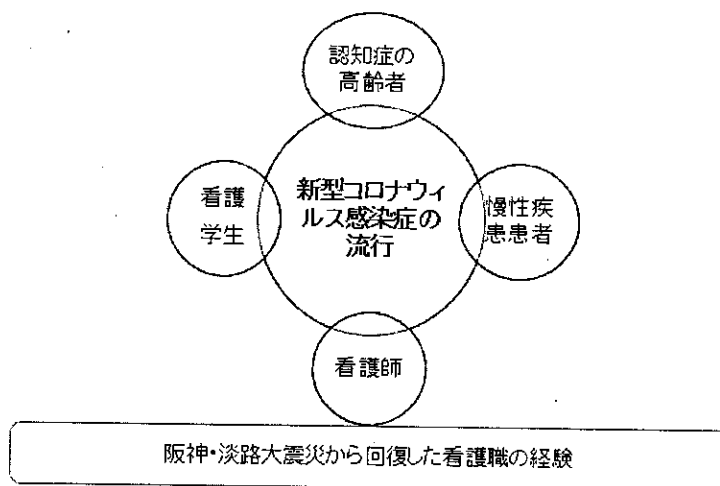 認知症の
高齢者
新型コロナウィ
ルス感染症の
流行
看護
学生
慢性疾
患患者
看護師
阪神・淡路大震災から回復した看護職の経験